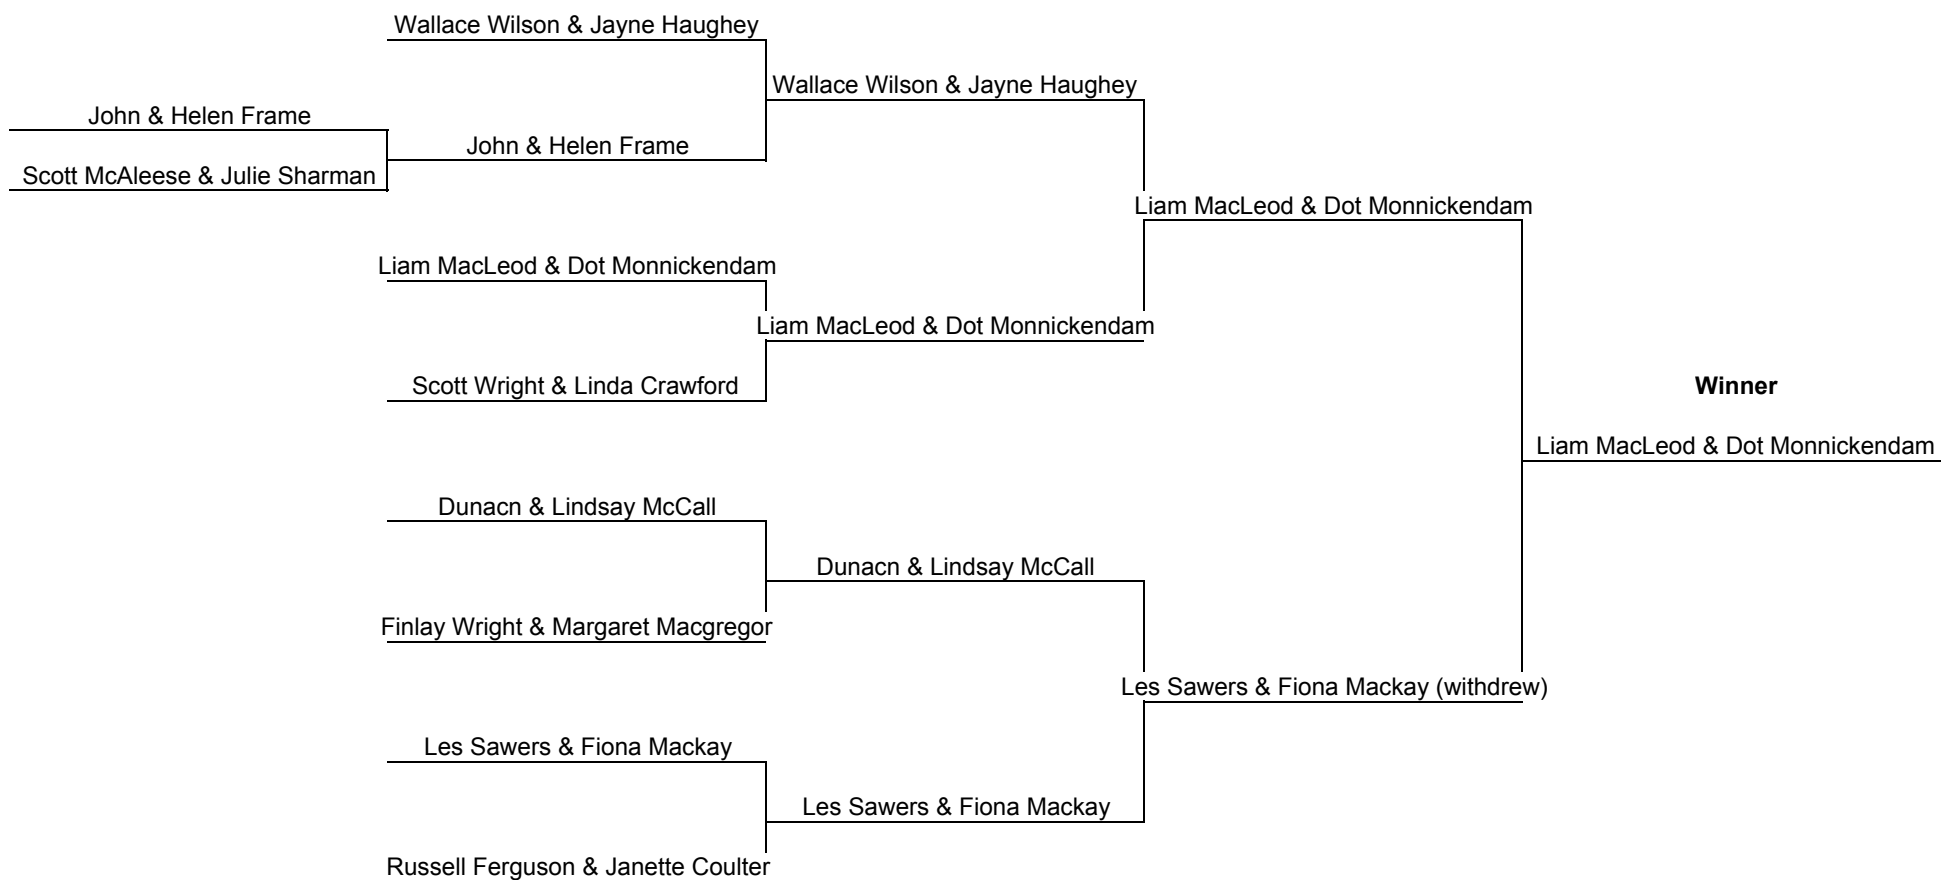 Wallace Wilson & Jayne Haughey
Wallace Wilson & Jayne Haughey
John & Helen Frame
John & Helen Frame
Scott McAleese & Julie Sharman
Liam MacLeod & Dot Monnickendam
Liam MacLeod & Dot Monnickendam
Liam MacLeod & Dot Monnickendam
Scott Wright & Linda Crawford
Winner
Liam MacLeod & Dot Monnickendam
Dunacn & Lindsay McCall
Dunacn & Lindsay McCall
Finlay Wright & Margaret Macgregor
Les Sawers & Fiona Mackay (withdrew)
Les Sawers & Fiona Mackay
Les Sawers & Fiona Mackay
Russell Ferguson & Janette Coulter